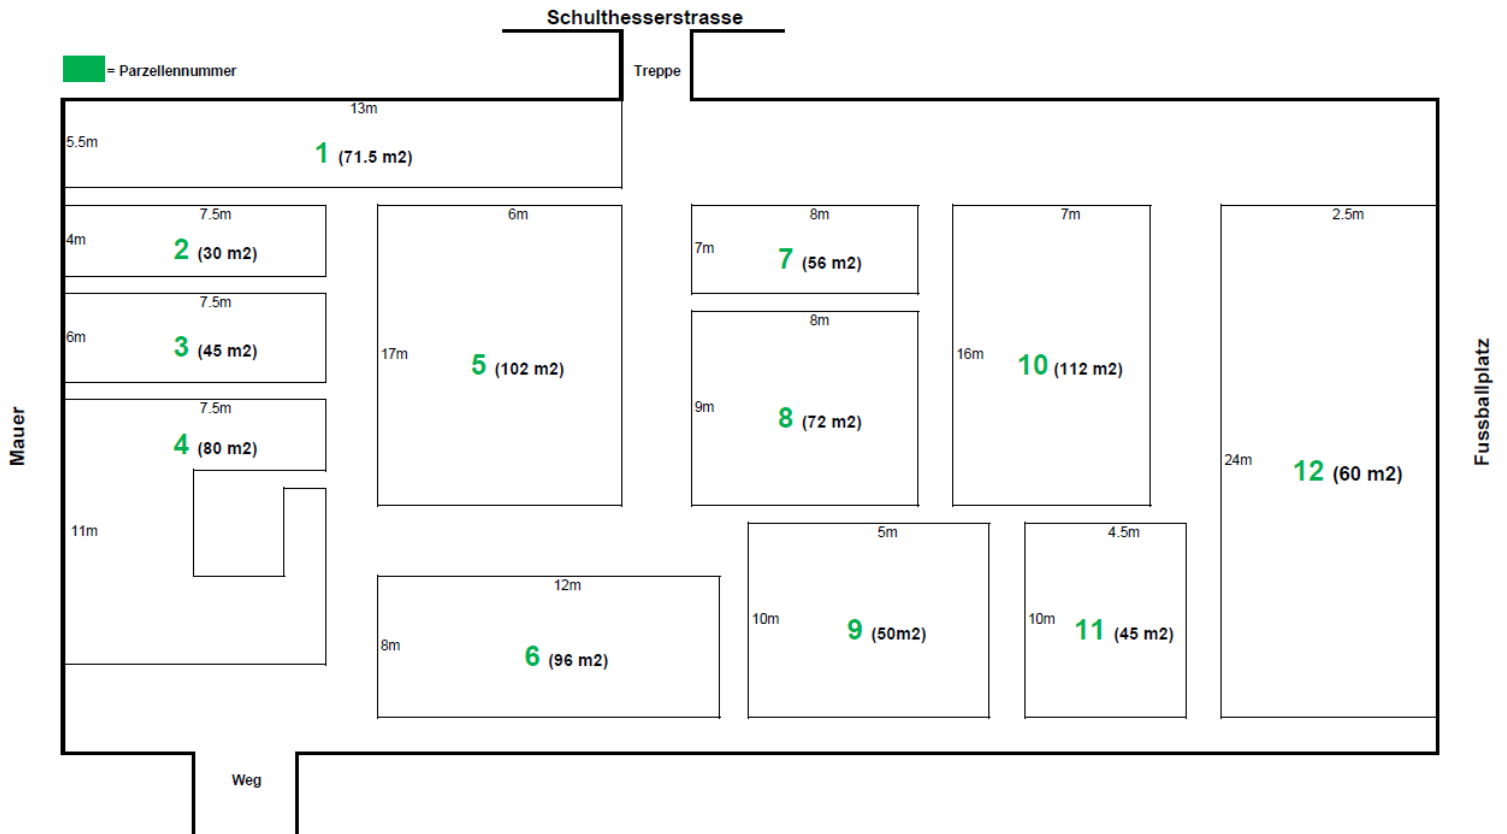 Schulthesserstrasse
= Parzellennummer
Treppe
13m
5.5m
1 (71.5 m2)
7.5m
4m
2 (30 m2)
7.5m
6m
3 (45 m2)
7.5m
4 (80 m2)
11m
6m
17m
5 (102 m2)
12m
8m
6 (96 m2)
8m
7m
7 (56 m2)
8m
9m
8 (72 m2)
5m
10m
9 (50m2)
7m
16m
10 (112 m2)
4.5m
10m
11 (45 m2)
2.5m
24m
12 (60 m2)
Mauer
Fussballplatz
Weg